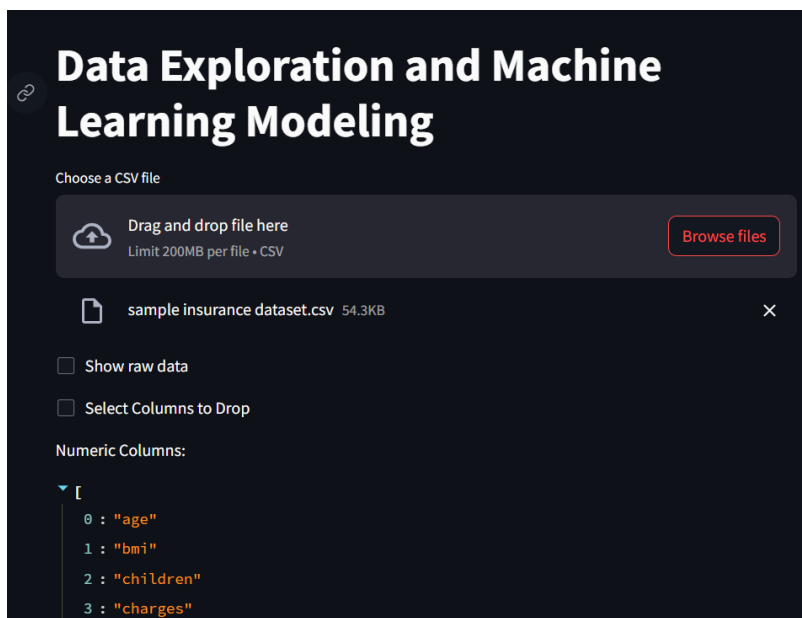 Data Exploration and Machine
Learning Modeling
Choose a CSV file
Drag and drop file here
Limit 200MB per file • CSV
Browse files
sample insurance dataset.csv 54.3KB
Show raw data
Select Columns to Drop
Numeric Columns:
[
0 : "age"
1 : "bmi"
2 : "children"
3 : "charges"